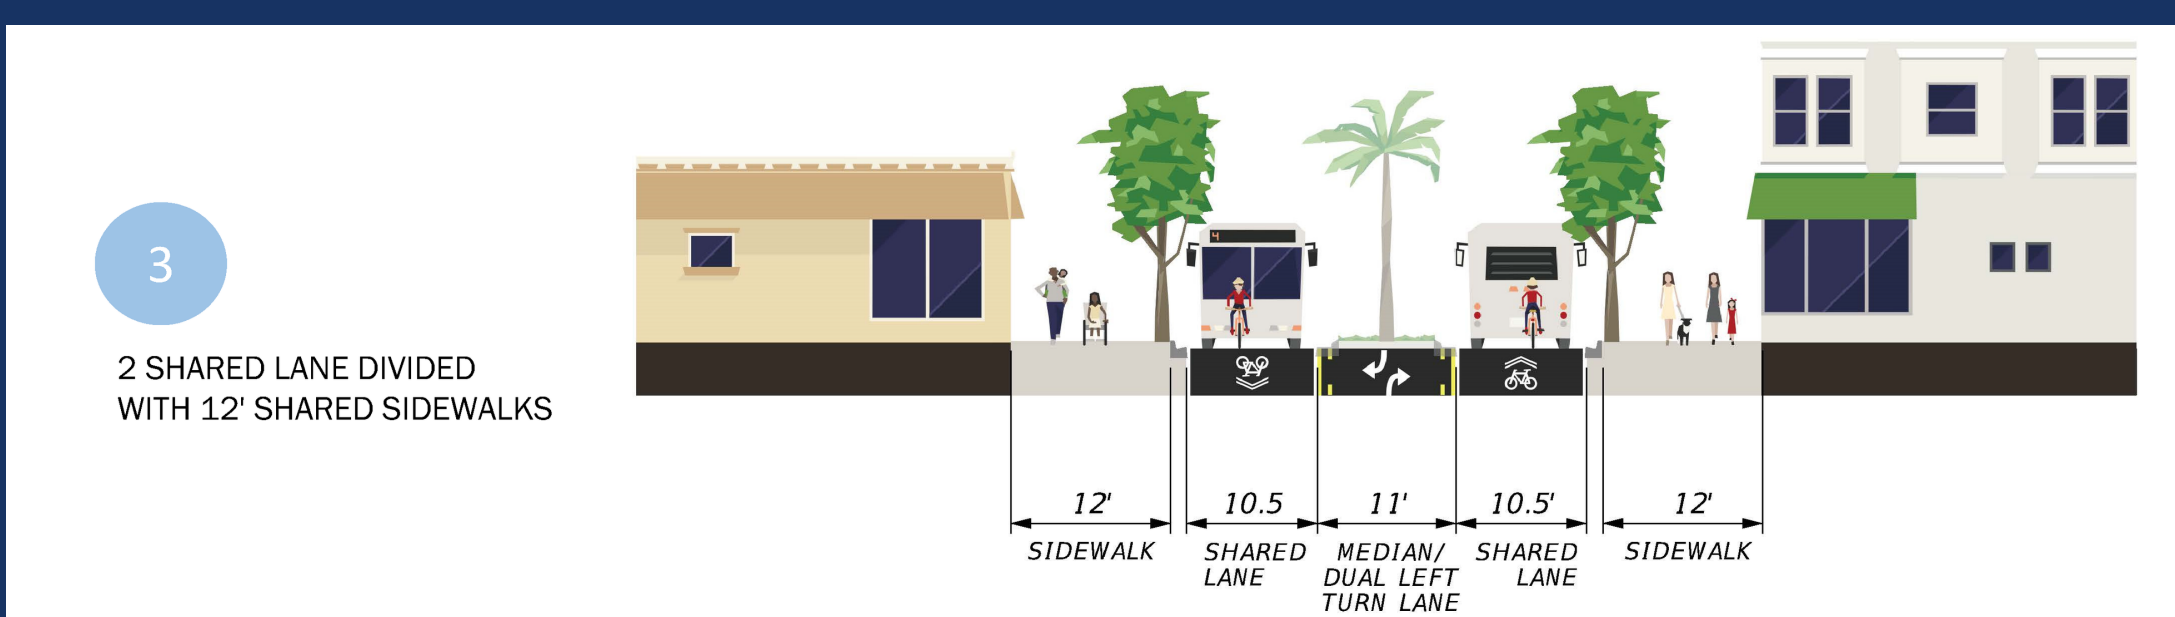 3
2 SHARED LANE DIVIDED
WITH 12' SHARED SIDEWALKS
4
12'
10.5
11'
10.5'
12'
SIDEWALK
SHARED
LANE
MEDIAN/
DUAL LEFT
TURN LANE
SHARED
LANE
SIDEWALK